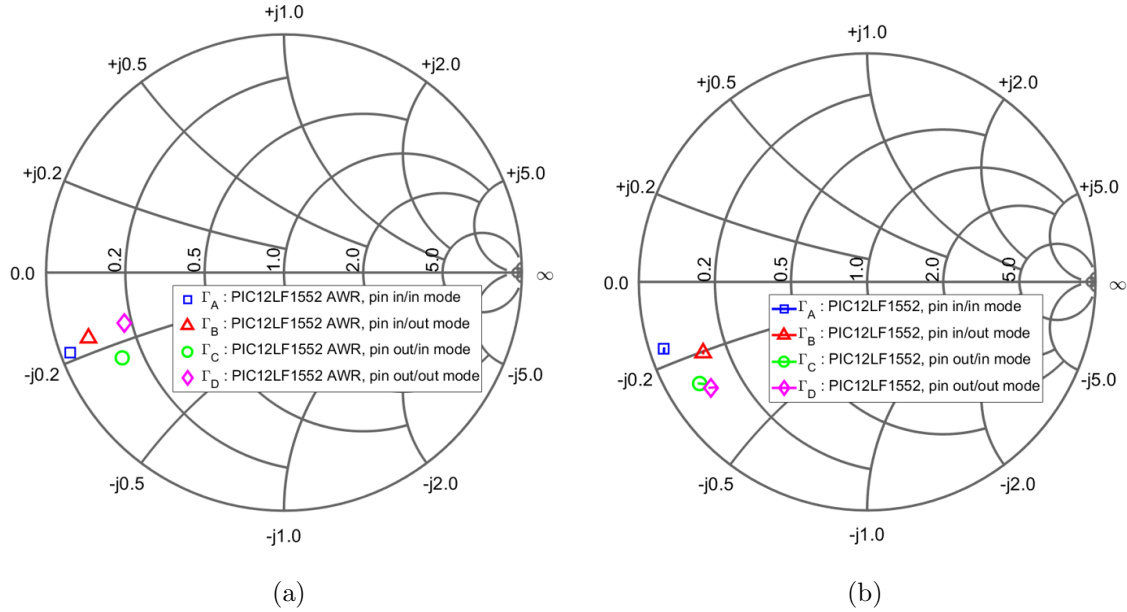 +j1.0
+j0.5
+j2.0
+j0.2
+j5.0
0.0
0.2
0.5
1.0
2.0
5.0
∞
Γ_A : PIC12LF1552 AWR, pin in/in mode
Γ_B : PIC12LF1552 AWR, pin in/out mode
Γ_C : PIC12LF1552 AWR, pin out/in mode
Γ_D : PIC12LF1552 AWR, pin out/out mode
-j0.2
-j5.0
-j0.5
-j2.0
-j1.0
(a)
+j1.0
+j0.5
+j2.0
+j0.2
+j5.0
0.0
0.2
0.5
1.0
2.0
5.0
∞
Γ_A : PIC12LF1552, pin in/in mode
Γ_B : PIC12LF1552, pin in/out mode
Γ_C : PIC12LF1552, pin out/in mode
Γ_D : PIC12LF1552, pin out/out mode
-j0.2
-j5.0
-j0.5
-j2.0
-j1.0
(b)